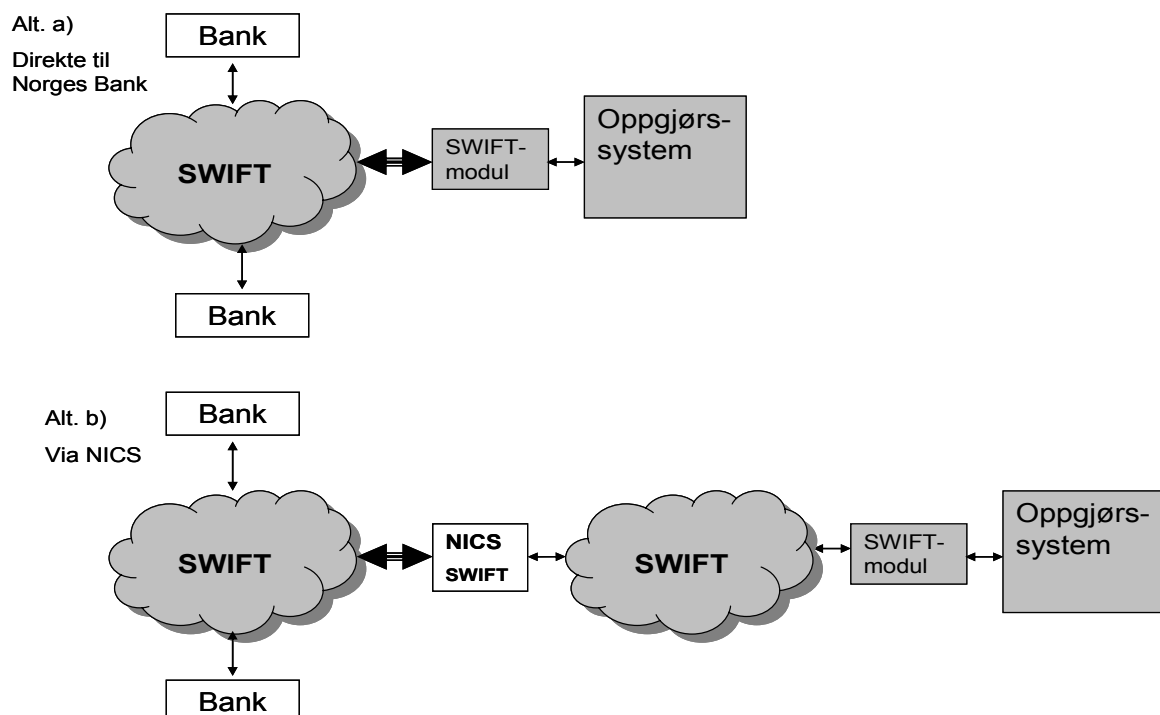 Alt. a)
Direkte til
Norges Bank
Bank
SWIFT
SWIFT-
modul
Oppgjørs-
system
Bank
Alt. b)
Via NICS
Bank
SWIFT
NICS
SWIFT
SWIFT
SWIFT-
modul
Oppgjørs-
system
Bank